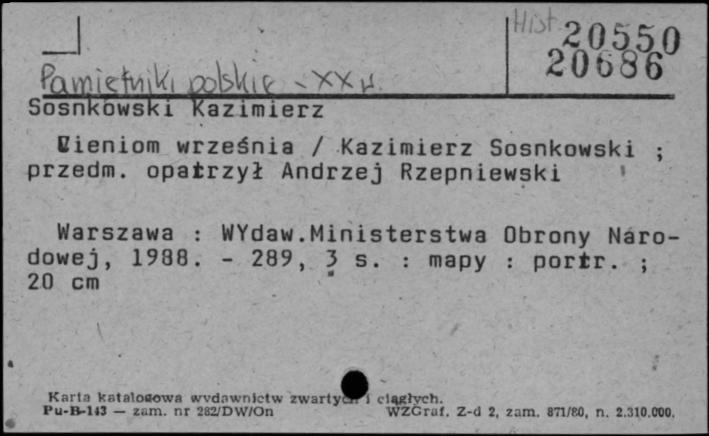 Hist 20550
20686
Pamiętniki polskie - XX w.
Sosnkowski Kazimierz
Cieniom września / Kazimierz Sosnkowski ;
przedm. opatrzył Andrzej Rzepniewski
Warszawa : WYdaw.Ministerstwa Obrony Naro-
dowej, 1988. - 289, 3 s. : mapy : portr. ;
20 cm
Karta katalogowa wydawnictw zwartych i ciągłych.
Pu-B-143 — zam. nr 282/DW/On WZGraf. Z-d 2, zam. 871/80, n. 2.310.000.